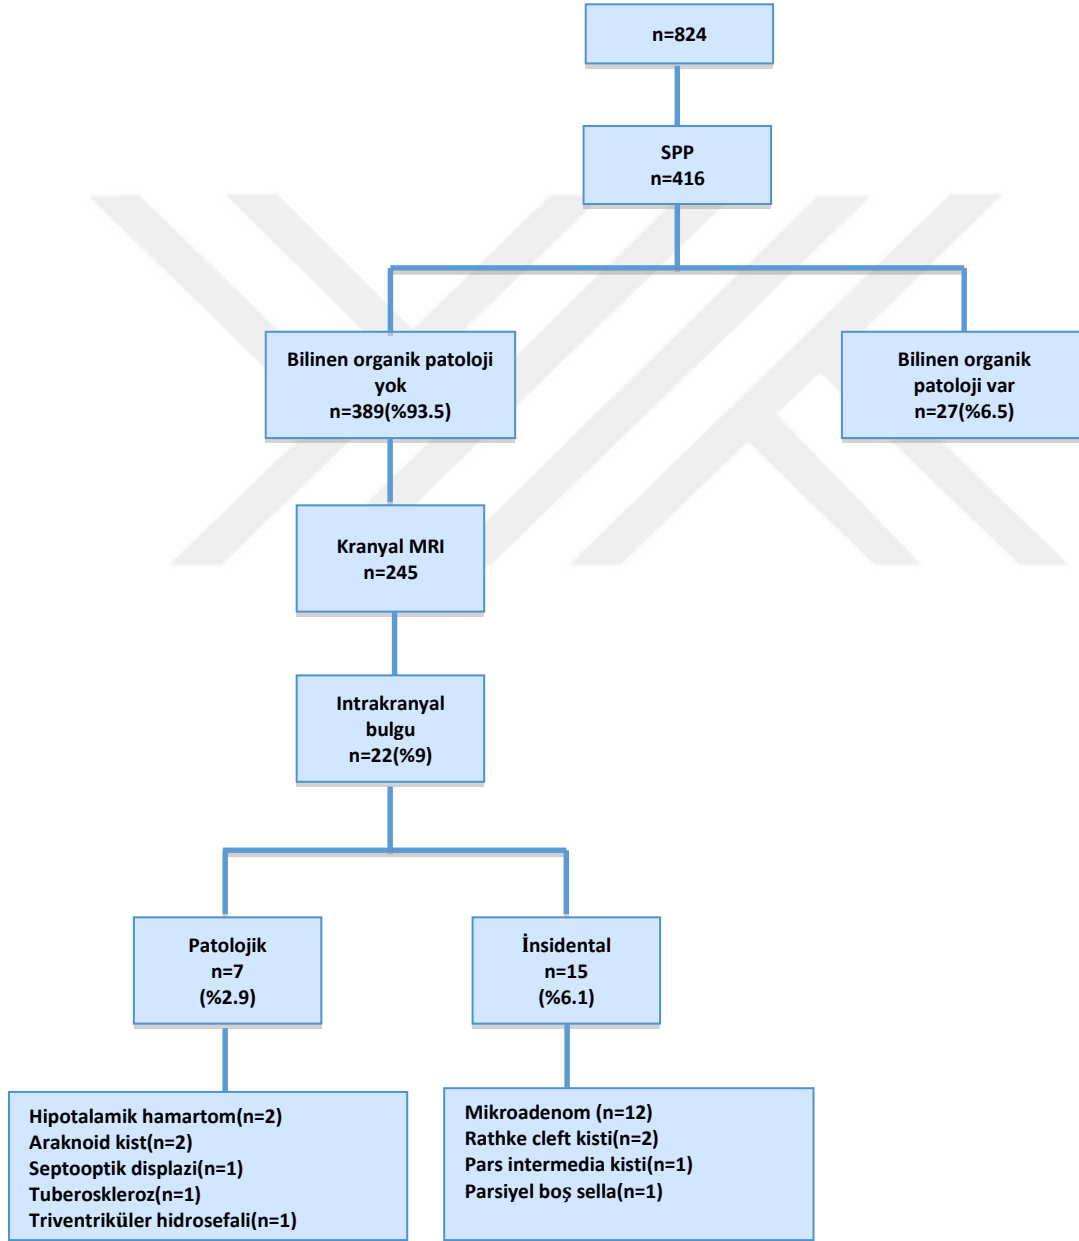 n=824
SPP
n=416
Bilinen organik patoloji
yok
n=389(%93.5)
Bilinen organik
patoloji var
n=27(%6.5)
Kranyal MRI
n=245
Intrakranyal
bulgu
n=22(%9)
Patolojik
n=7
(%2.9)
İnsidental
n=15
(%6.1)
Hipotalamik hamartom(n=2)
Araknoid kist(n=2)
Septooptik displazi(n=1)
Tuberoskleroz(n=1)
Triventriküler hidrosefali(n=1)
Mikroadenom (n=12)
Rathke cleft kisti(n=2)
Pars intermedia kisti(n=1)
Parsiyel boş sella(n=1)